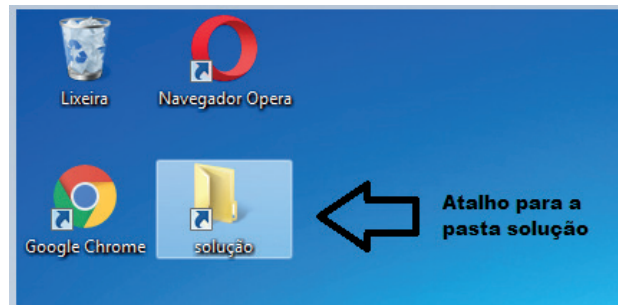 Lixeira
Navegador Opera
Google Chrome
solução
Atalho para a
pasta solução